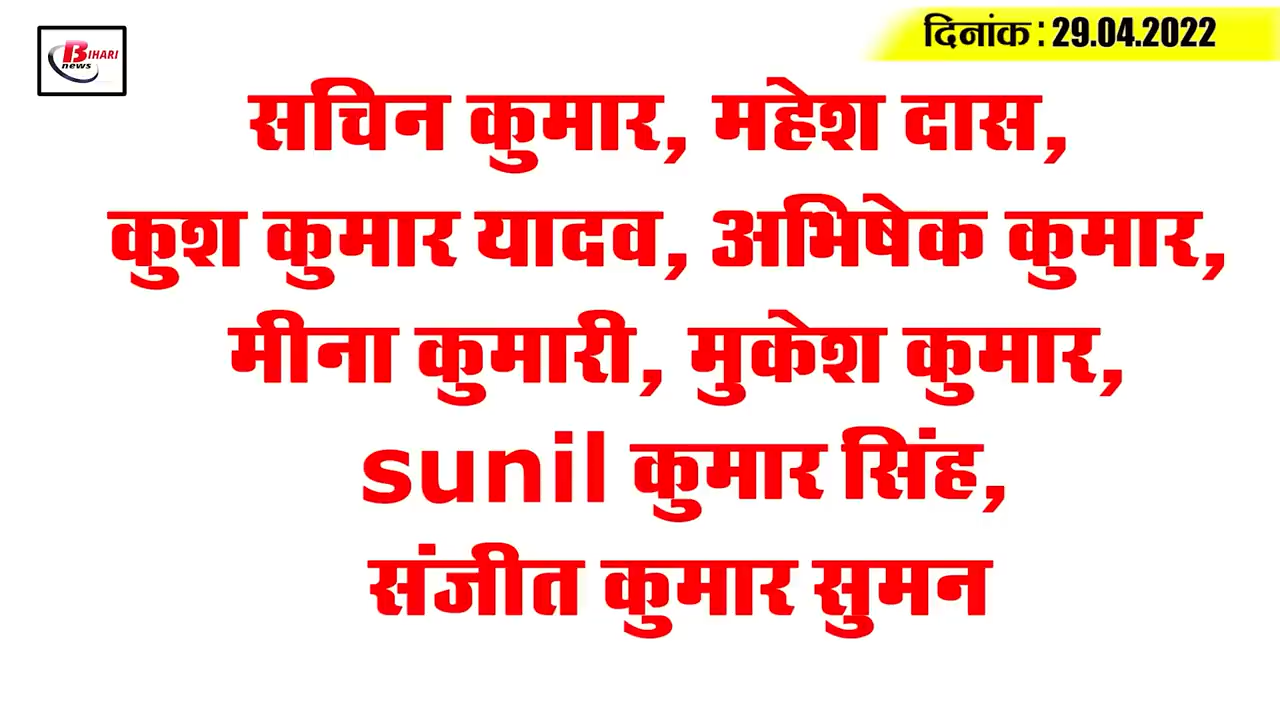 BIHARI
news
दिनांक : 29.04.2022
सचिन कुमार, महेश दास,
कुश कुमार यादव, अभिषेक कुमार,
मीना कुमारी, मुकेश कुमार,
sunil कुमार सिंह,
संजीत कुमार सुमन